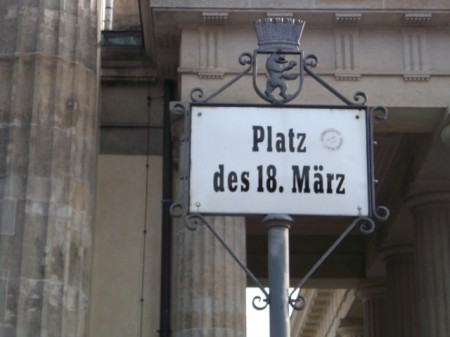 Platz
des 18. März